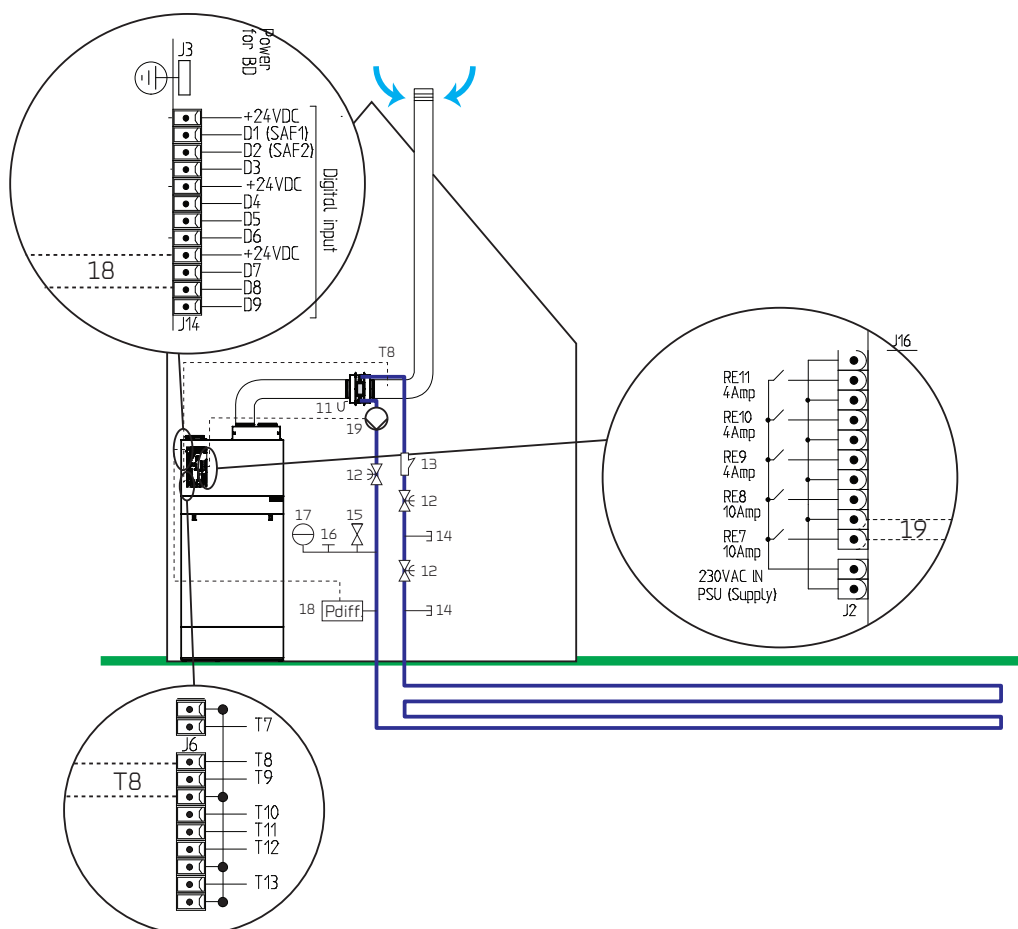 Power
for BD
J3
+24VDC
D1 (SAF1)
D2 (SAF2)
D3
+24VDC
D4
D5
D6
+24VDC
D7
D8
D9
Digital input
18
J14
T8
11
19
12
13
12
17
16
15
14
12
18
Pdiff
14
J16
RE11
4Amp
RE10
4Amp
RE9
4Amp
RE8
10Amp
RE7
10Amp
19
230VAC IN
PSU (Supply)
J2
T7
J6
T8
T9
T8
T10
T11
T12
T13